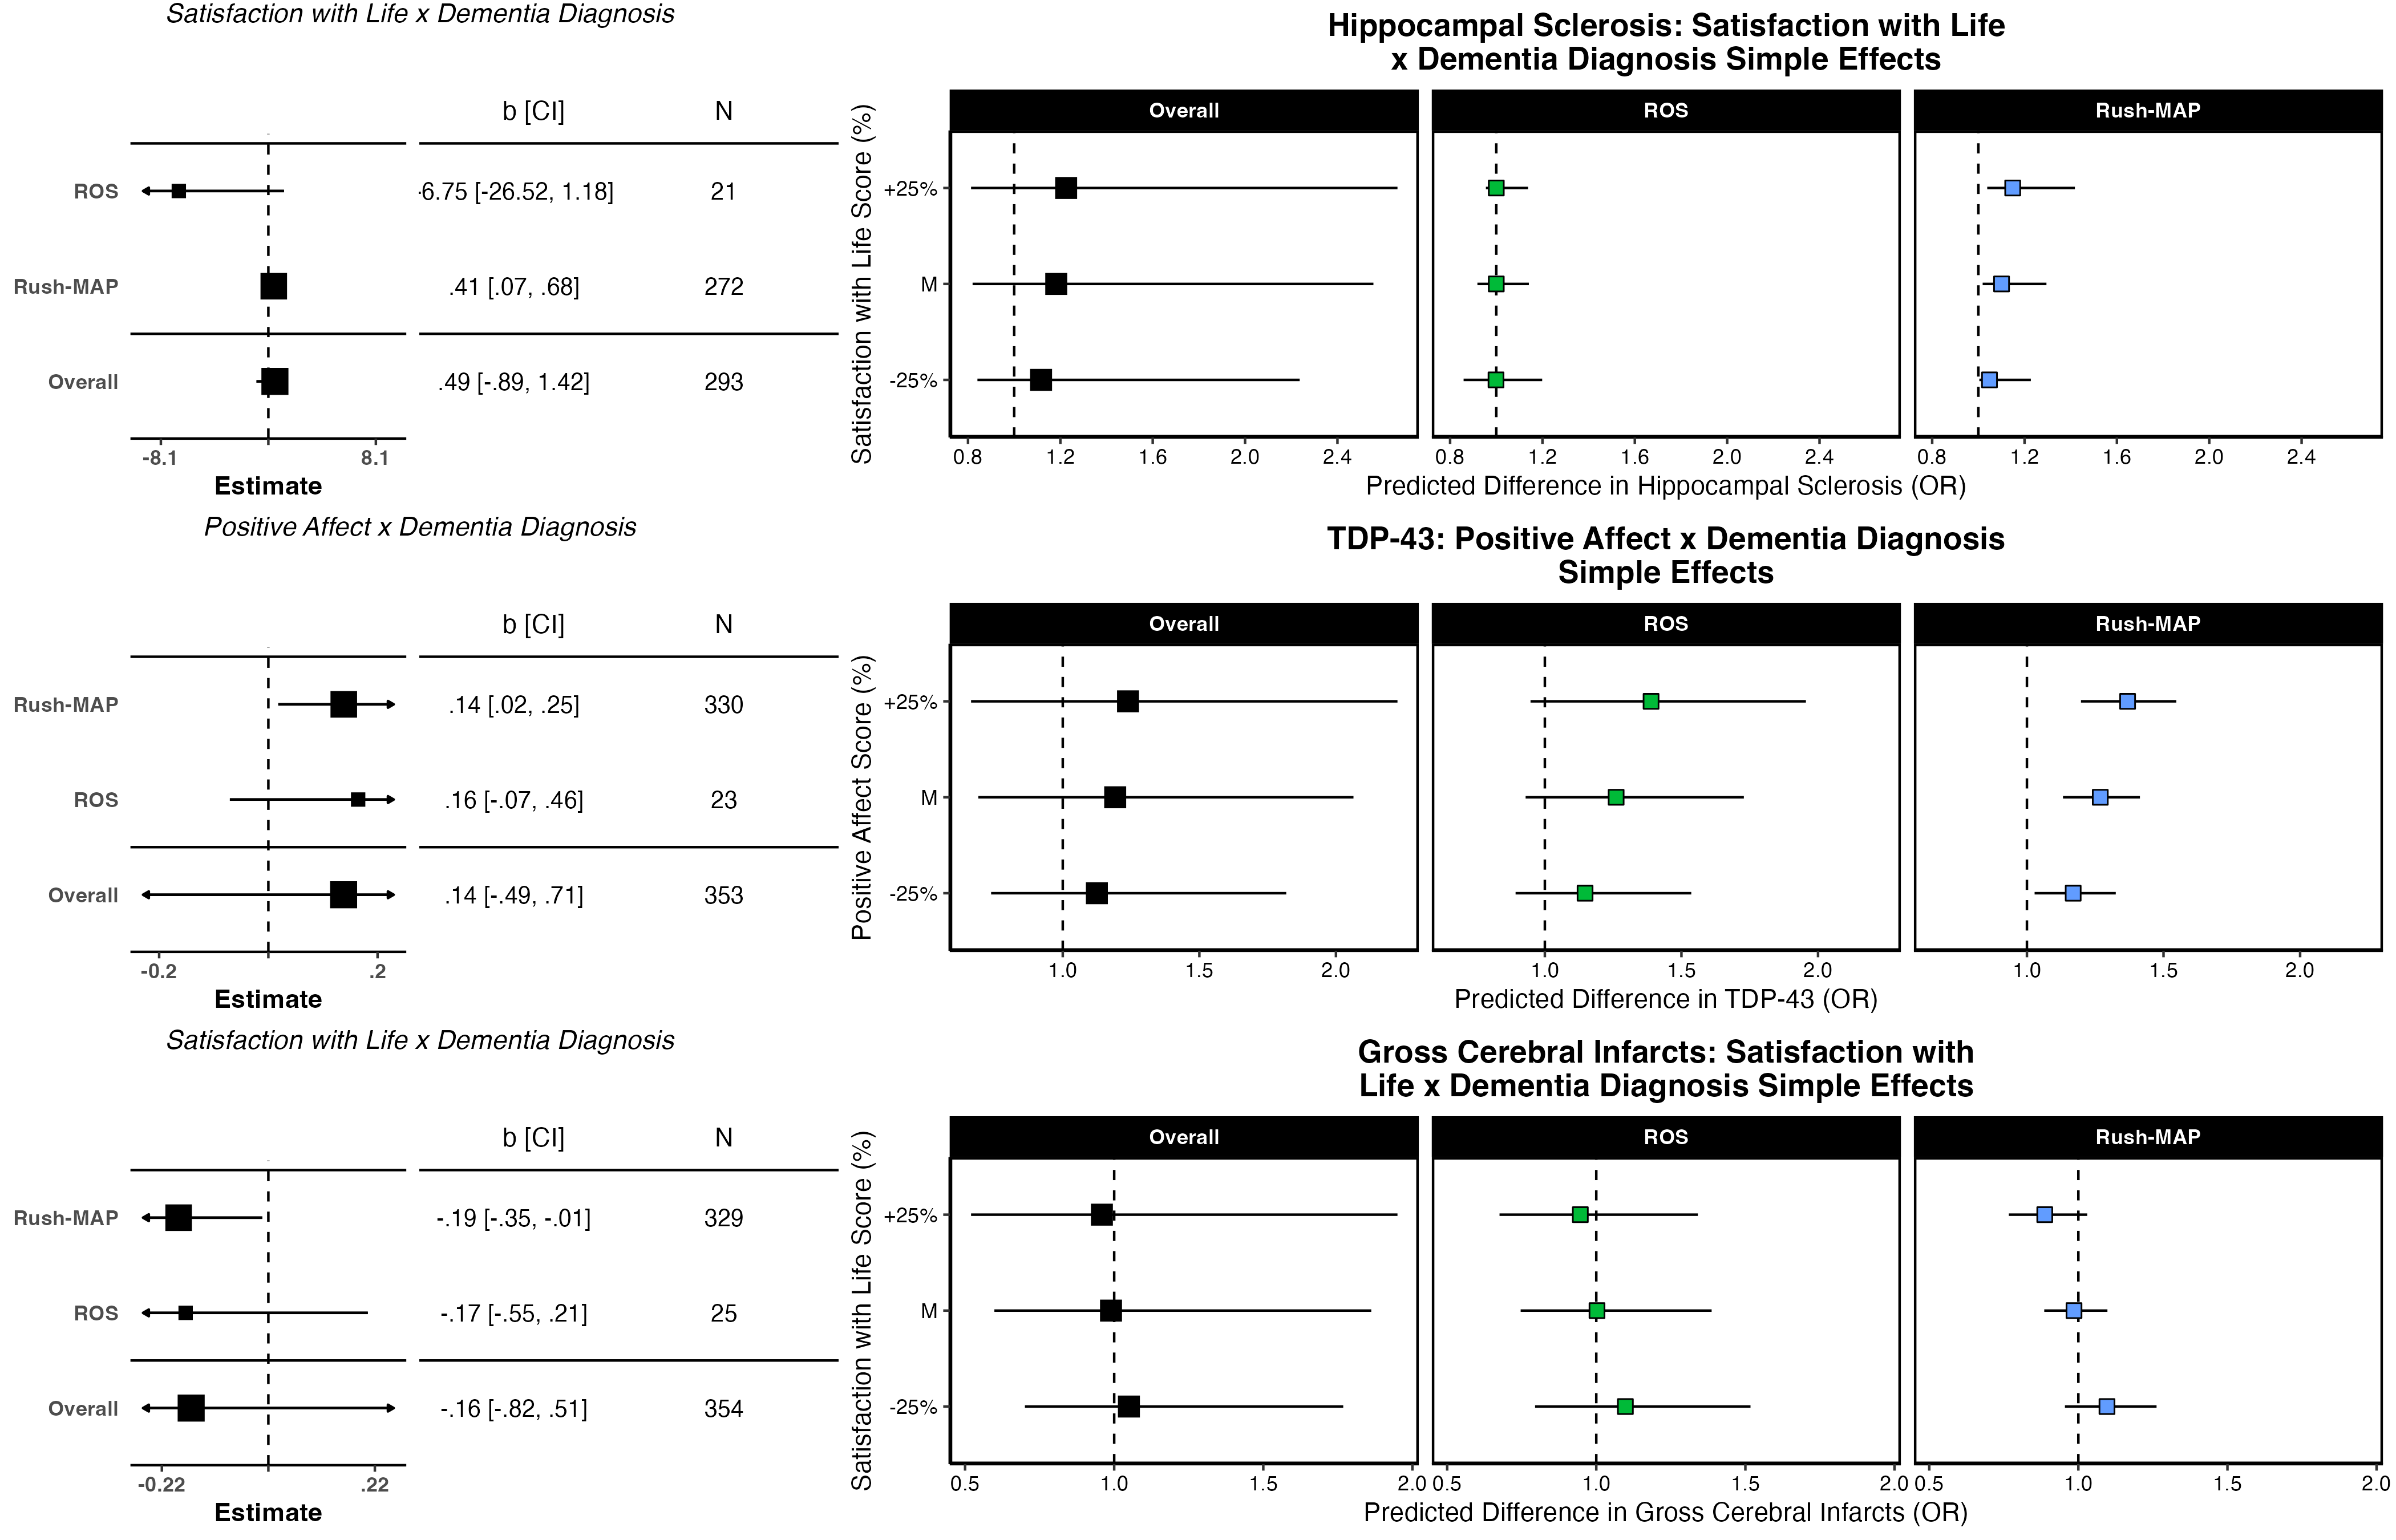 Satisfaction with Life x Dementia Diagnosis
b [CI]
N
ROS
-6.75 [-26.52, 1.18]
21
Rush-MAP
.41 [.07, .68]
272
Overall
.49 [-.89, 1.42]
293
-8.1
8.1
Estimate
Hippocampal Sclerosis: Satisfaction with Life
x Dementia Diagnosis Simple Effects
Satisfaction with Life Score (%)
Overall
ROS
Rush-MAP
+25%
M
-25%
0.8 1.2 1.6 2.0 2.4
0.8 1.2 1.6 2.0 2.4
0.8 1.2 1.6 2.0 2.4
Predicted Difference in Hippocampal Sclerosis (OR)
Positive Affect x Dementia Diagnosis
b [CI]
N
Rush-MAP
.14 [.02, .25]
330
ROS
.16 [-.07, .46]
23
Overall
.14 [-.49, .71]
353
-0.2
.2
Estimate
TDP-43: Positive Affect x Dementia Diagnosis
Simple Effects
Positive Affect Score (%)
Overall
ROS
Rush-MAP
+25%
M
-25%
1.0 1.5 2.0
1.0 1.5 2.0
1.0 1.5 2.0
Predicted Difference in TDP-43 (OR)
Satisfaction with Life x Dementia Diagnosis
b [CI]
N
Rush-MAP
-.19 [-.35, -.01]
329
ROS
-.17 [-.55, .21]
25
Overall
-.16 [-.82, .51]
354
-0.22
.22
Estimate
Gross Cerebral Infarcts: Satisfaction with
Life x Dementia Diagnosis Simple Effects
Satisfaction with Life Score (%)
Overall
ROS
Rush-MAP
+25%
M
-25%
0.5 1.0 1.5 2.0
0.5 1.0 1.5 2.0
0.5 1.0 1.5 2.0
Predicted Difference in Gross Cerebral Infarcts (OR)